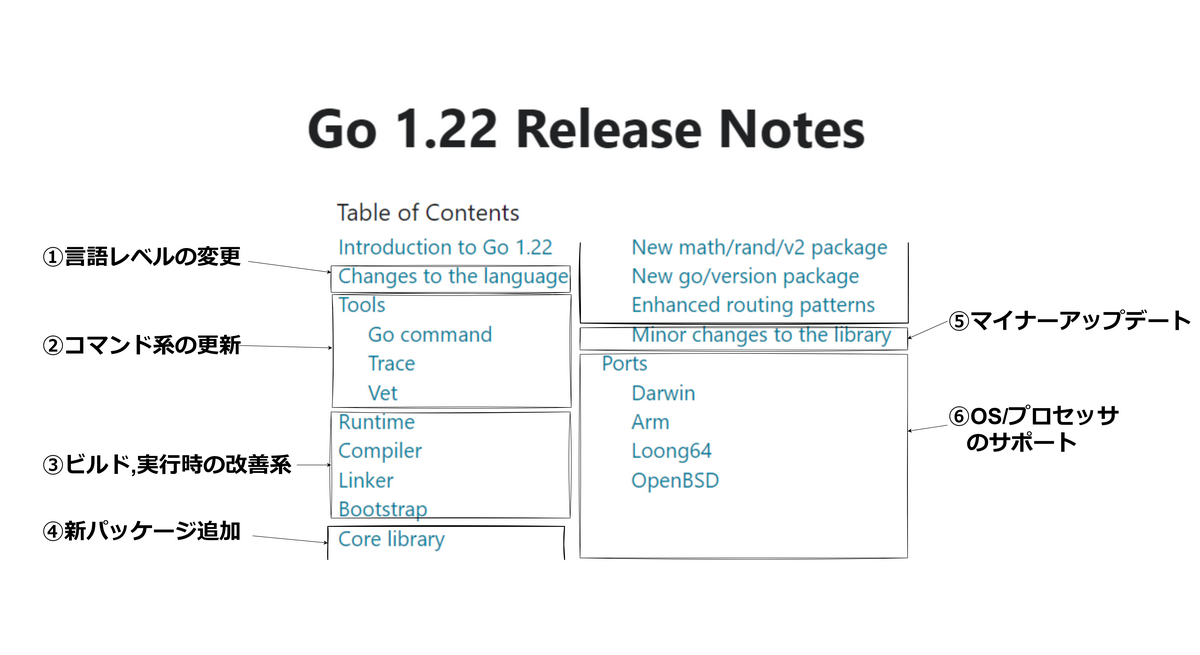 Go 1.22 Release Notes
Table of Contents
①言語レベルの変更
Introduction to Go 1.22
Changes to the language
②コマンド系の更新
Tools
Go command
Trace
Vet
③ビルド,実行時の改善系
Runtime
Compiler
Linker
Bootstrap
④新パッケージ追加
Core library
New math/rand/v2 package
New go/version package
Enhanced routing patterns
⑤マイナーアップデート
Minor changes to the library
⑥OS/プロセッサ
のサポート
Ports
Darwin
Arm
Loong64
OpenBSD